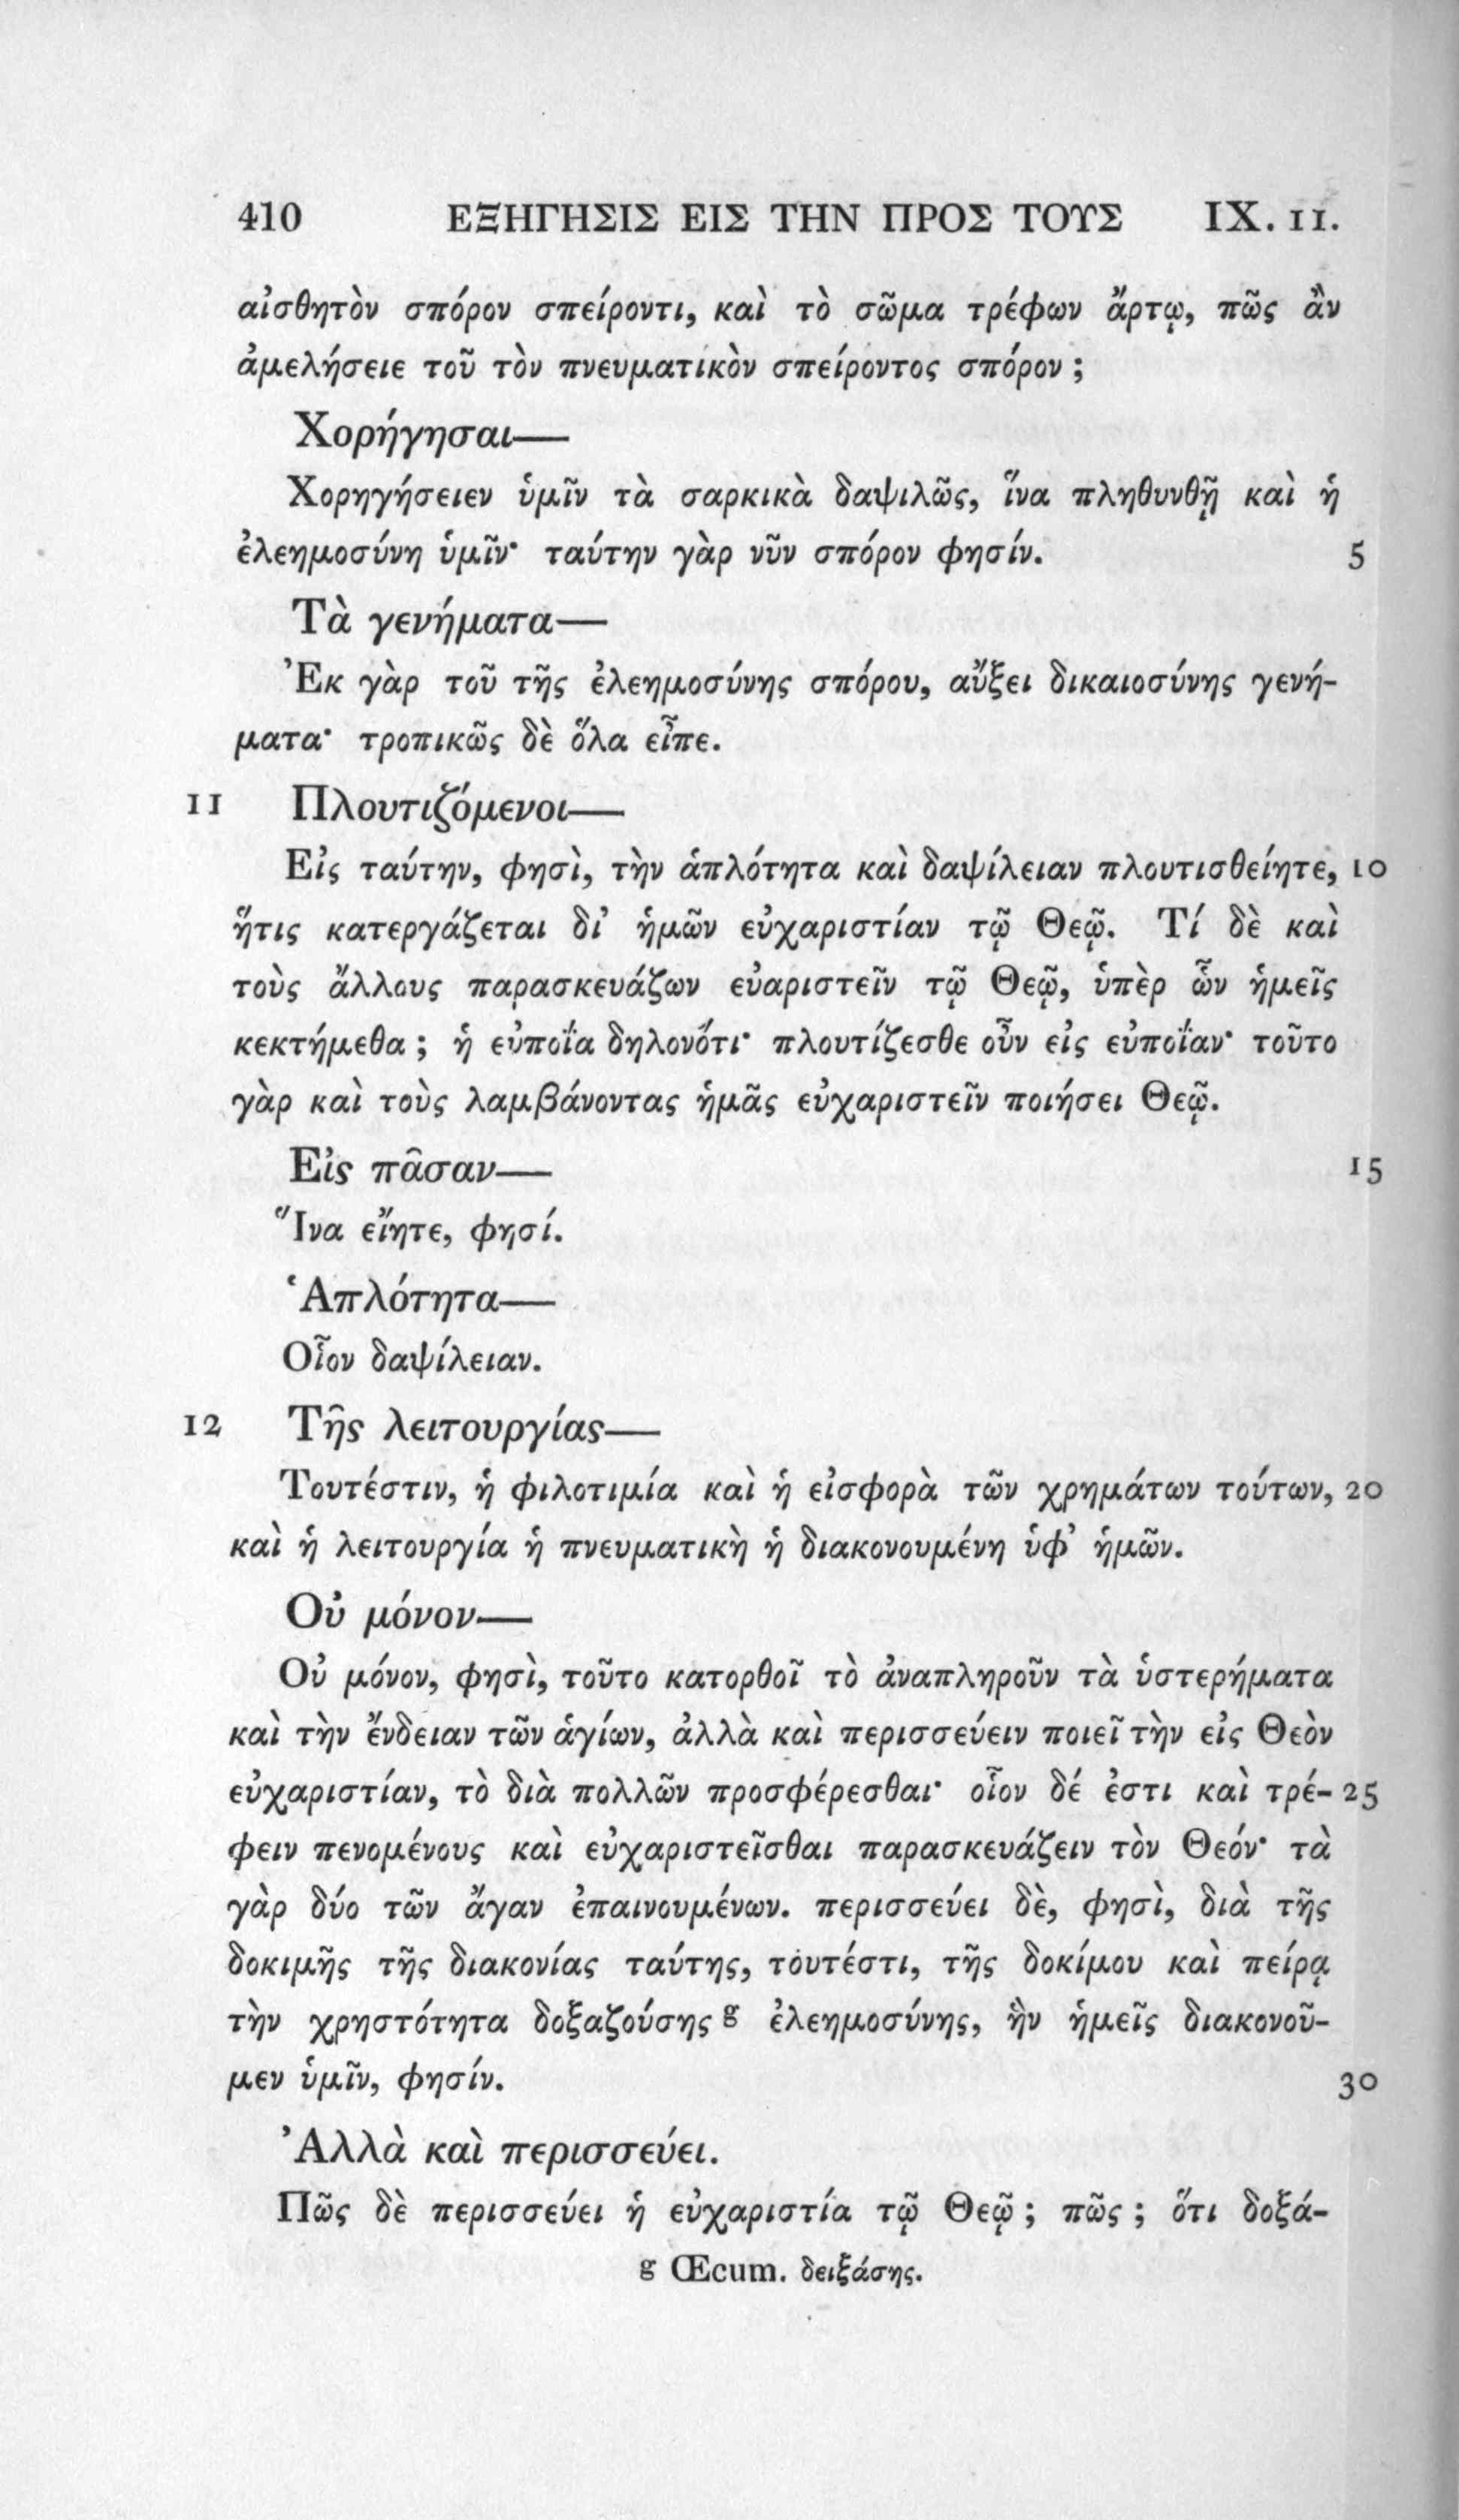 410 ΕΞΗΓΗΣΙΣ ΕΙΣ ΤΗΝ ΠΡΟΣ ΤΟΥΣ IX. 11.
αἰσθητὸν σπόρον σπείροντι, καὶ τὸ σῶμα τρέφων ἄρτῳ, πῶς ἂν
ἀμελήσειε τοῦ τὸν πνευματικὸν σπείροντος σπόρον ;
Χορήγησαι—
Χορηγήσειεν ὑμῖν τὰ σαρκικὰ δαψιλῶς, ἵνα πληθυνθῇ καὶ ἡ
ἐλεημοσύνη ὑμῖν· ταύτην γὰρ νῦν σπόρον φησίν. 5
Τὰ γενήματα—
Ἐκ γὰρ τοῦ τῆς ἐλεημοσύνης σπόρου, αὔξει δικαιοσύνης γενή-
ματα· τροπικῶς δὲ ὅλα εἶπε.
11 Πλουτιζόμενοι—
Εἰς ταύτην, φησὶ, τὴν ἁπλότητα καὶ δαψίλειαν πλουτισθείητε, 10
ἥτις κατεργάζεται δι’ ἡμῶν εὐχαριστίαν τῷ Θεῷ. Τί δὲ καὶ
τοὺς ἄλλους παρασκευάζων εὐαριστεῖν τῷ Θεῷ, ὑπὲρ ὧν ἡμεῖς
κεκτήμεθα ; ἡ εὐποΐα δηλονότι· πλουτίζεσθε οὖν εἰς εὐποΐαν· τοῦτο
γὰρ καὶ τοὺς λαμβάνοντας ἡμᾶς εὐχαριστεῖν ποιήσει Θεῷ.
Εἰς πᾶσαν— 15
Ἵνα εἴητε, φησί.
Ἁπλότητα—
Οἷον δαψίλειαν.
12 Τῆς λειτουργίας—
Τουτέστιν, ἡ φιλοτιμία καὶ ἡ εἰσφορὰ τῶν χρημάτων τούτων, 20
καὶ ἡ λειτουργία ἡ πνευματικὴ ἡ διακονουμένη ὑφ’ ἡμῶν.
Οὐ μόνον—
Οὐ μόνον, φησὶ, τοῦτο κατορθοῖ τὸ ἀναπληροῦν τὰ ὑστερήματα
καὶ τὴν ἔνδειαν τῶν ἁγίων, ἀλλὰ καὶ περισσεύειν ποιεῖ τὴν εἰς Θεὸν
εὐχαριστίαν, τὸ διὰ πολλῶν προσφέρεσθαι· οἷον δέ ἐστι καὶ τρέ- 25
φειν πενομένους καὶ εὐχαριστεῖσθαι παρασκευάζειν τὸν Θεόν· τὰ
γὰρ δύο τῶν ἄγαν ἐπαινουμένων. περισσεύει δὲ, φησὶ, διὰ τῆς
δοκιμῆς τῆς διακονίας ταύτης, τουτέστι, τῆς δοκίμου καὶ πείρᾳ
τὴν χρηστότητα δοξαζούσης g ἐλεημοσύνης, ἣν ἡμεῖς διακονοῦ-
μεν ὑμῖν, φησίν. 30
Ἀλλὰ καὶ περισσεύει.
Πῶς δὲ περισσεύει ἡ εὐχαριστία τῷ Θεῷ ; πῶς ; ὅτι δοξά-
g Œcum. δειξάσης.